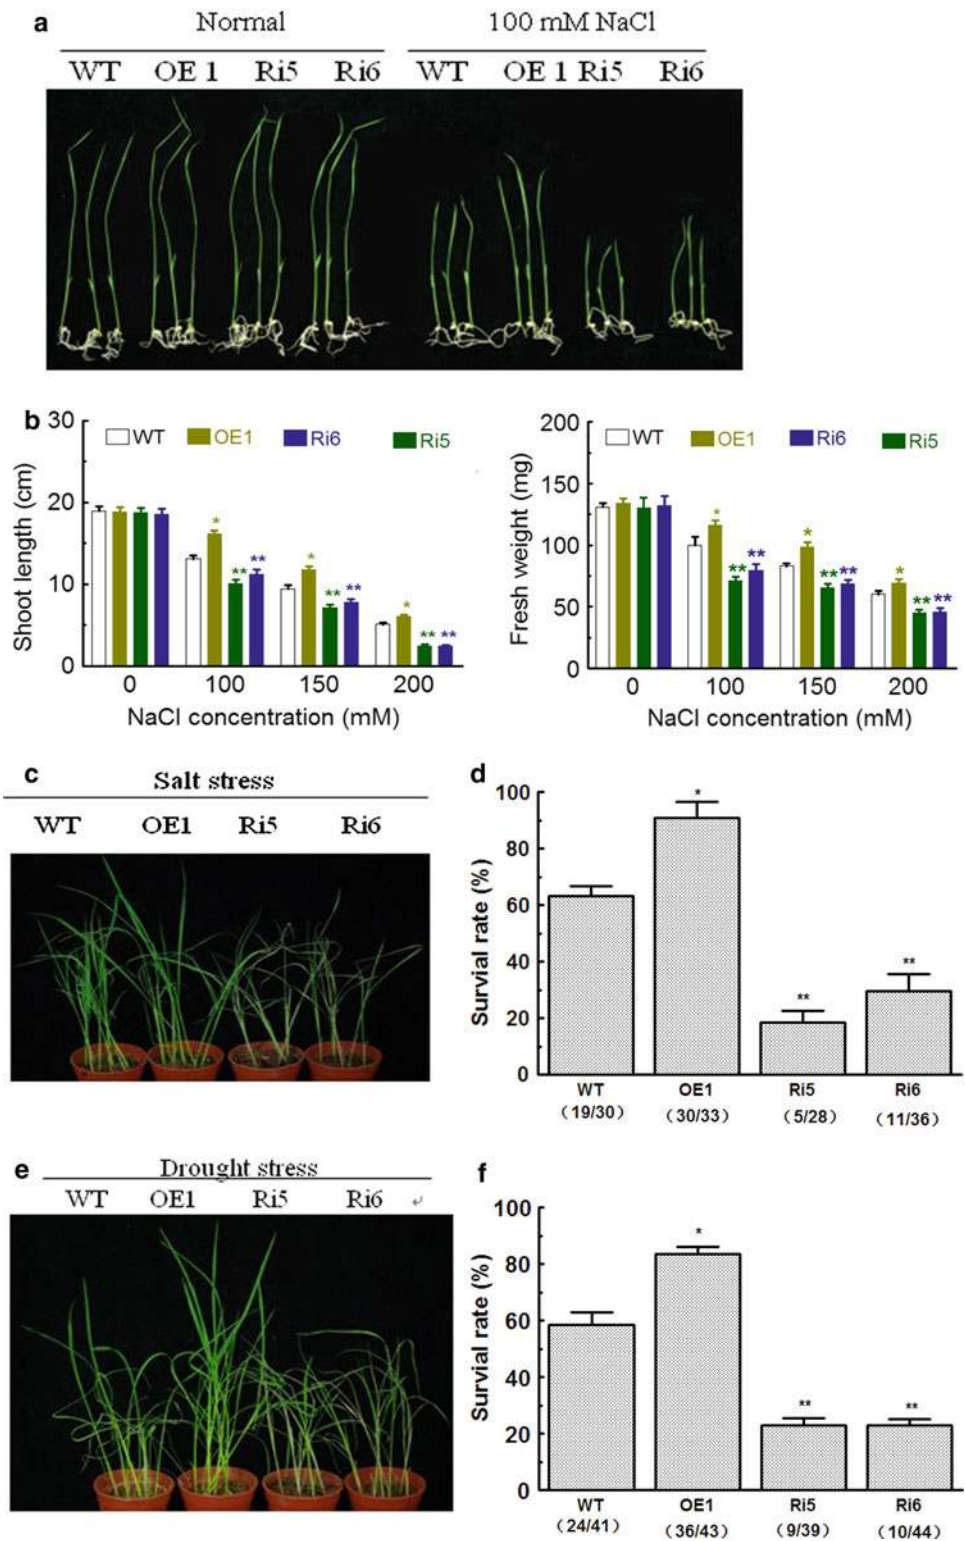 a
Normal
100 mM NaCl
WT OE 1 Ri5 Ri6
WT OE 1 Ri5 Ri6
b
30
20
10
0
Shoot length (cm)
WT OE1 Ri6 Ri5
* ** **
* ** **
* ** **
0 100 150 200
NaCl concentration (mM)
200
150
100
50
0
Fresh weight (mg)
WT OE1 Ri6 Ri5
* ** **
* ** **
* ** **
0 100 150 200
NaCl concentration (mM)
c
Salt stress
WT OE1 Ri5 Ri6
d
100
80
60
40
20
0
Survial rate (%)
* ** **
WT OE1 Ri5 Ri6
(19/30) (30/33) (5/28) (11/36)
e
Drought stress
WT OE1 Ri5 Ri6 ↵
f
100
80
60
40
20
0
Survial rate (%)
* ** **
WT OE1 Ri5 Ri6
(24/41) (36/43) (9/39) (10/44)